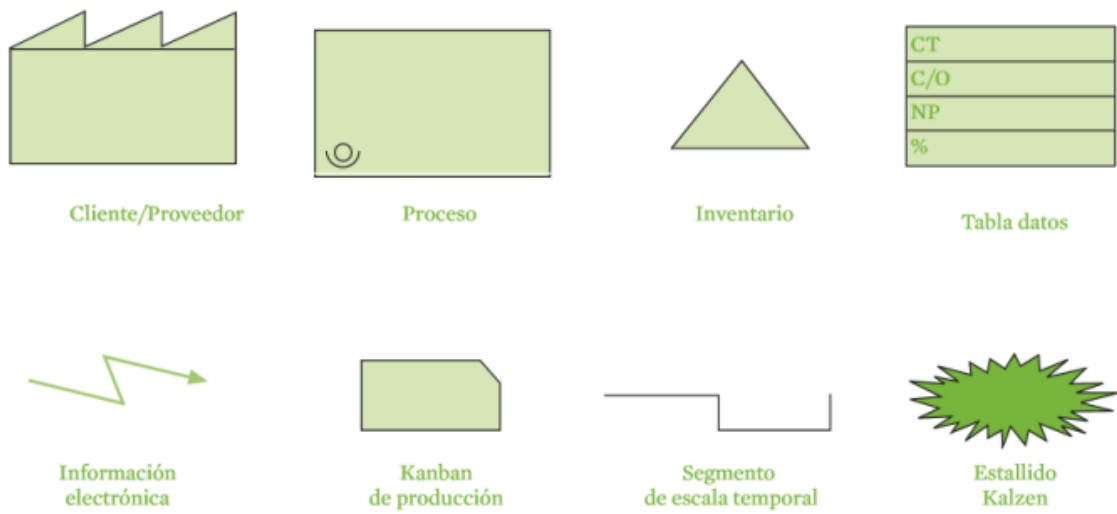 CT
C/O
NP
%
Cliente/Proveedor
Proceso
Inventario
Tabla datos
Información
electrónica
Kanban
de producción
Segmento
de escala temporal
Estallido
Kalzen